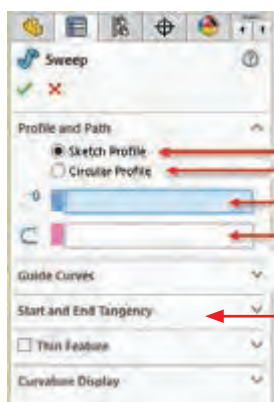 Sweep
Profile and Path
Sketch Profile
Circular Profile
Guide Curves
Start and End Tangency
Thin Feature
Curvature Display